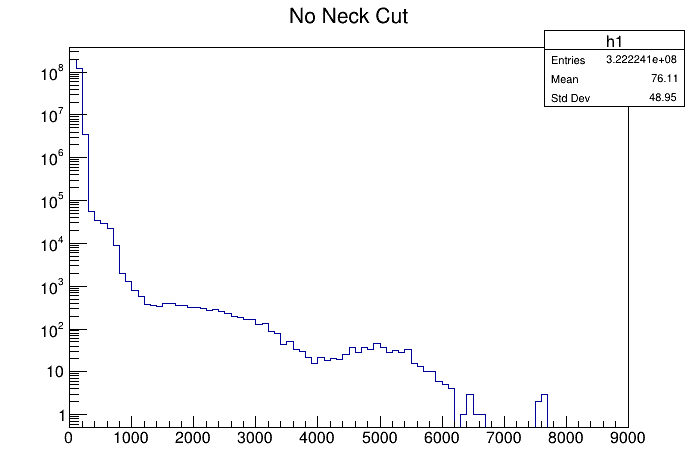 No Neck Cut
h1
Entries 3.222241e+08
Mean 76.11
Std Dev 48.95
10^8
10^7
10^6
10^5
10^4
10^3
10^2
10
1
0 1000 2000 3000 4000 5000 6000 7000 8000 9000